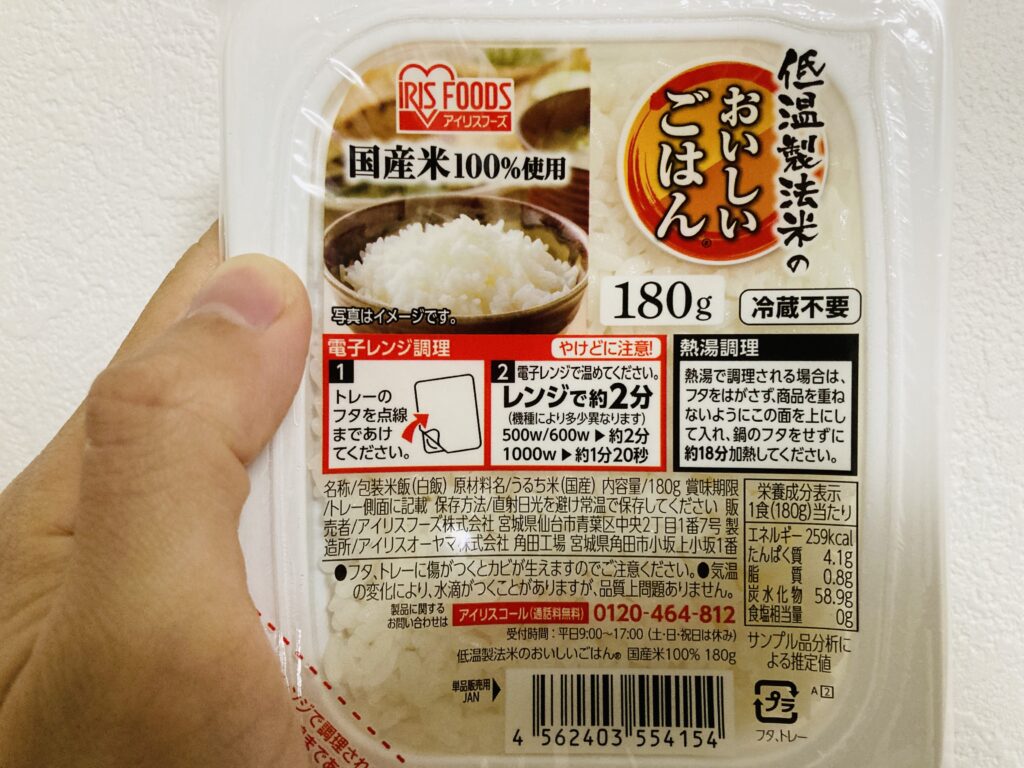 IRIS FOODS
アイリスフーズ
国産米100%使用
低温製法米の
おいしい
ごはん®
180g
冷蔵不要
写真はイメージです。
電子レンジ調理
やけどに注意!
1
トレーの
フタを点線
まであけ
てください。
2 電子レンジで温めてください。
レンジで約2分
(機種により多少異なります)
500w/600w ▶ 約2分
1000w ▶ 約1分20秒
熱湯調理
熱湯で調理される場合は、
フタをはがさず、商品を重ね
ないようにこの面を上にし
て入れ、鍋のフタをせずに
約18分加熱してください。
名称/包装米飯(白飯) 原材料名/うるち米(国産) 内容量/180g 賞味期限
/トレー側面に記載 保存方法/直射日光を避け常温で保存してください 販
売者/アイリスフーズ株式会社 宮城県仙台市青葉区中央2丁目1番7号 製
造所/アイリスオーヤマ株式会社 角田工場 宮城県角田市小坂上小坂1番
●フタ、トレーに傷がつくとカビが生えますのでご注意ください。●気温
の変化により、水滴がつくことがありますが、品質上問題ありません。
栄養成分表示
1食(180g)当たり
エネルギー 259kcal
たんぱく質 4.1g
脂質 0.8g
炭水化物 58.9g
食塩相当量 0g
サンプル品分析に
よる推定値
製品に関する
お問い合わせは
アイリスコール(通話料無料) 0120-464-812
受付時間:平日9:00~17:00 (土・日・祝日は休み)
低温製法米のおいしいごはん® 国産米100% 180g
単品販売用
JAN
4 562403 554154
プラ
フタ、トレー
A 2
ンジで調理され
まであ